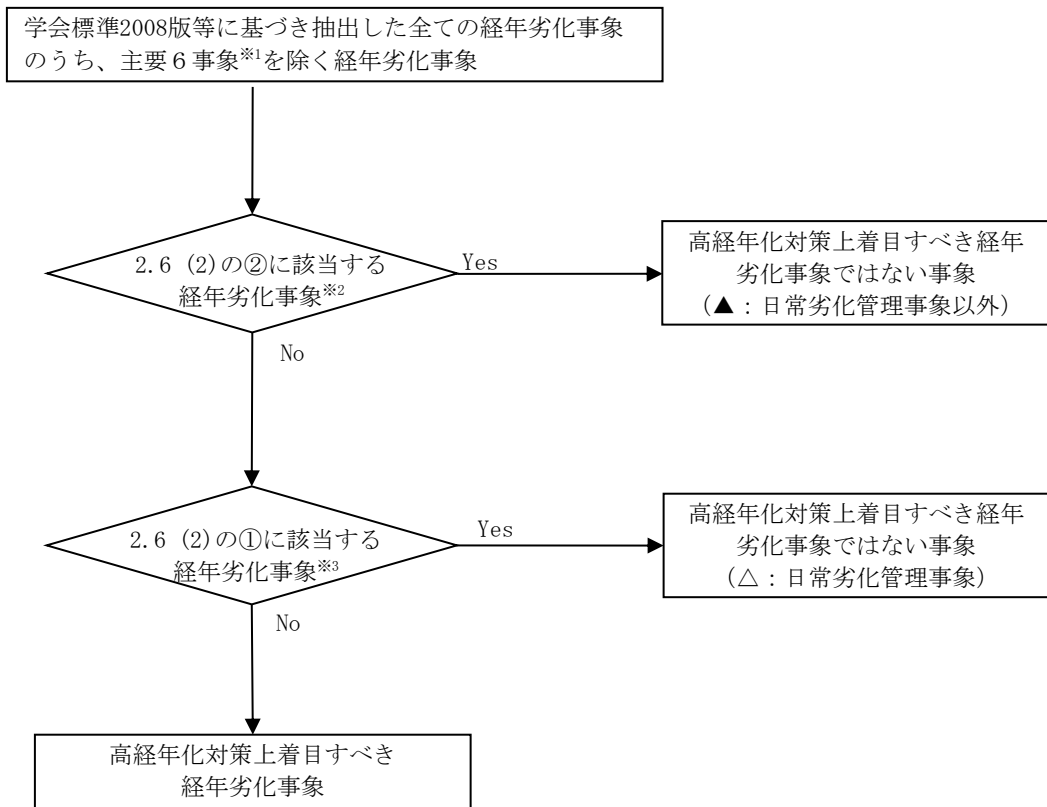 学会標準2008版等に基づき抽出した全ての経年劣化事象
のうち、主要６事象※1を除く経年劣化事象
2.6 (2)の②に該当する
経年劣化事象※2
Yes
高経年化対策上着目すべき経年
劣化事象ではない事象
(▲：日常劣化管理事象以外)
No
2.6 (2)の①に該当する
経年劣化事象※3
Yes
高経年化対策上着目すべき経年
劣化事象ではない事象
(△：日常劣化管理事象)
No
高経年化対策上着目すべき
経年劣化事象